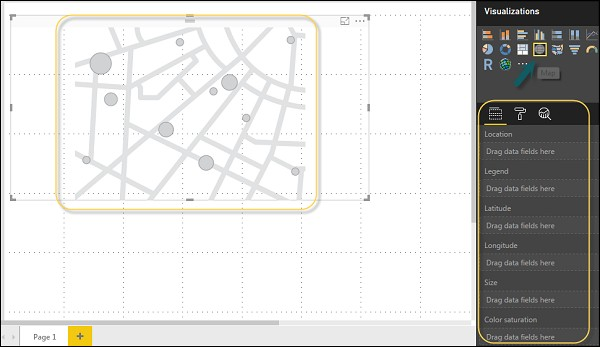 Visualizations
R
Map
Location
Drag data fields here
Legend
Drag data fields here
Latitude
Drag data fields here
Longitude
Drag data fields here
Size
Drag data fields here
Color saturation
Drag data fields here
Page 1